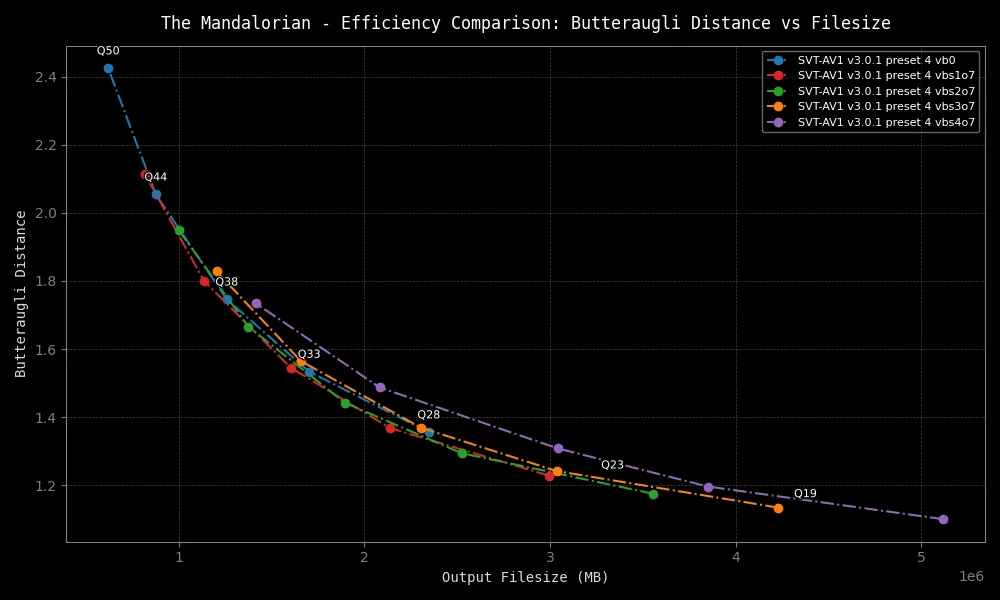 The Mandalorian - Efficiency Comparison: Butteraugli Distance vs Filesize
SVT-AV1 v3.0.1 preset 4 vb0
SVT-AV1 v3.0.1 preset 4 vbs1o7
SVT-AV1 v3.0.1 preset 4 vbs2o7
SVT-AV1 v3.0.1 preset 4 vbs3o7
SVT-AV1 v3.0.1 preset 4 vbs4o7
Q50
Q44
Q38
Q33
Q28
Q23
Q19
Butteraugli Distance
2.4
2.2
2.0
1.8
1.6
1.4
1.2
1 2 3 4 5
1e6
Output Filesize (MB)